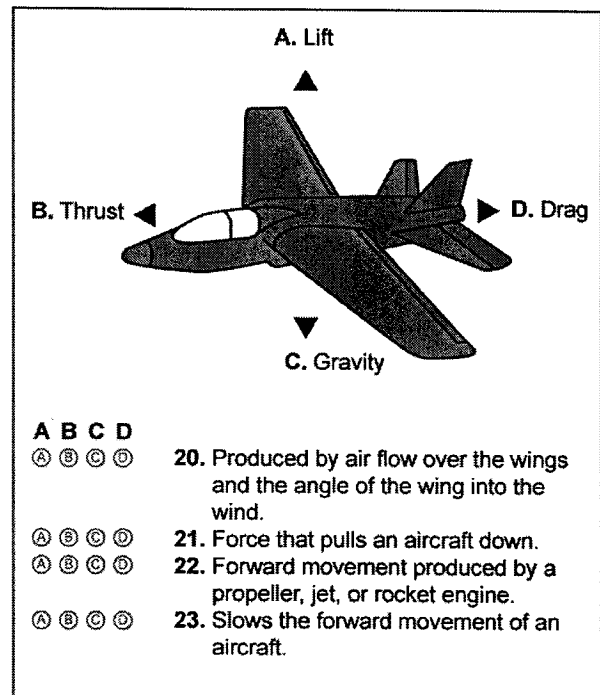 A. Lift
B. Thrust
D. Drag
C. Gravity
A B C D
Ⓐ Ⓑ Ⓒ Ⓓ 20. Produced by air flow over the wings
and the angle of the wing into the
wind.
Ⓐ Ⓑ Ⓒ Ⓓ 21. Force that pulls an aircraft down.
Ⓐ Ⓑ Ⓒ Ⓓ 22. Forward movement produced by a
propeller, jet, or rocket engine.
Ⓐ Ⓑ Ⓒ Ⓓ 23. Slows the forward movement of an
aircraft.